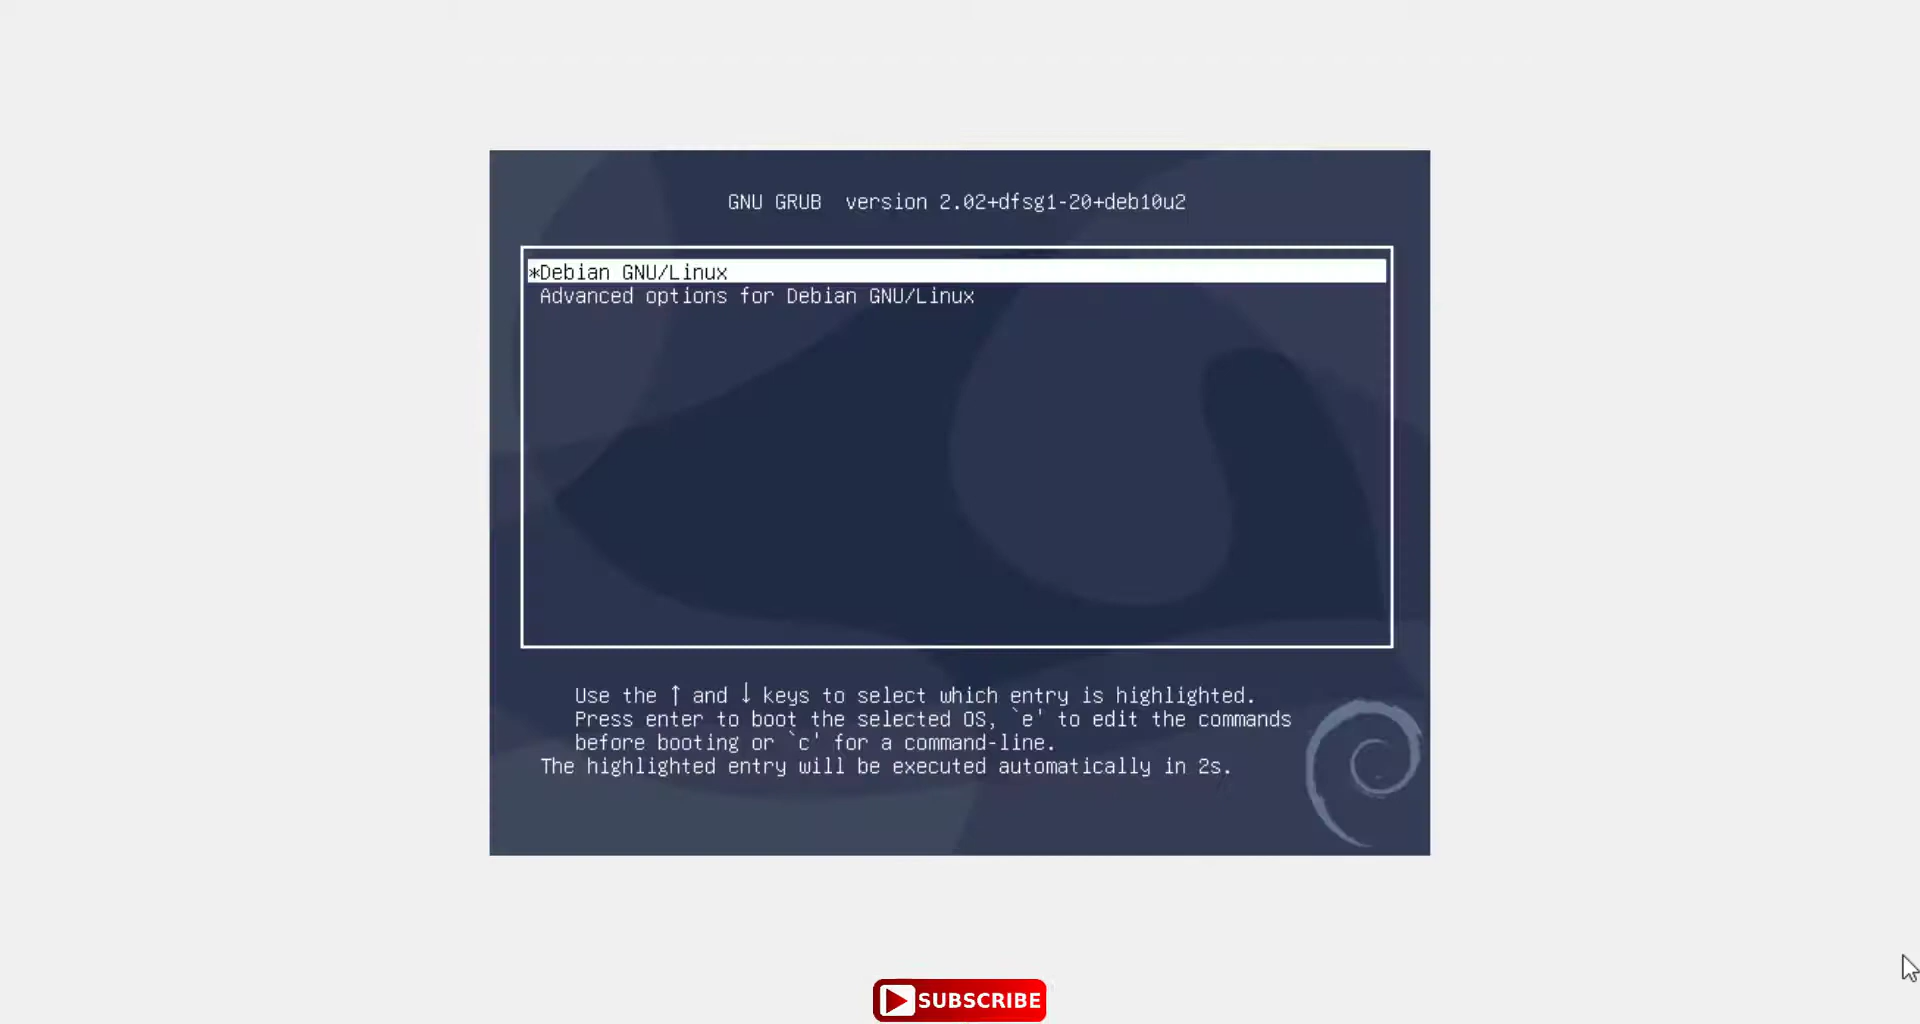 GNU GRUB  version 2.02+dfsg1-20+deb10u2
*Debian GNU/Linux
Advanced options for Debian GNU/Linux
Use the ↑ and ↓ keys to select which entry is highlighted.
Press enter to boot the selected OS, `e' to edit the commands
before booting or `c' for a command-line.
The highlighted entry will be executed automatically in 2s.
SUBSCRIBE